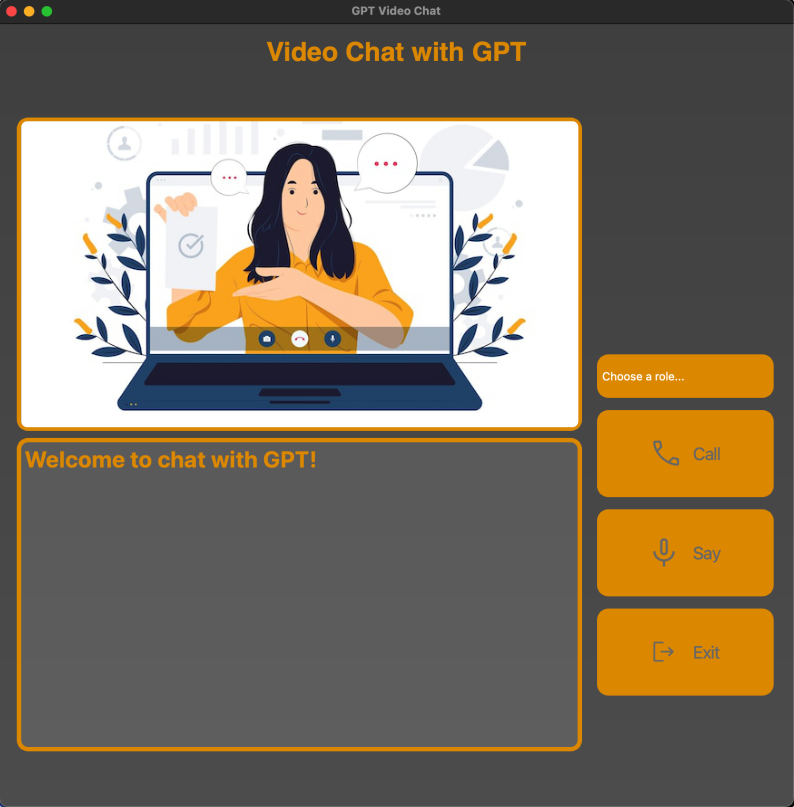 GPT Video Chat
Video Chat with GPT
Welcome to chat with GPT!
Choose a role...
Call
Say
Exit